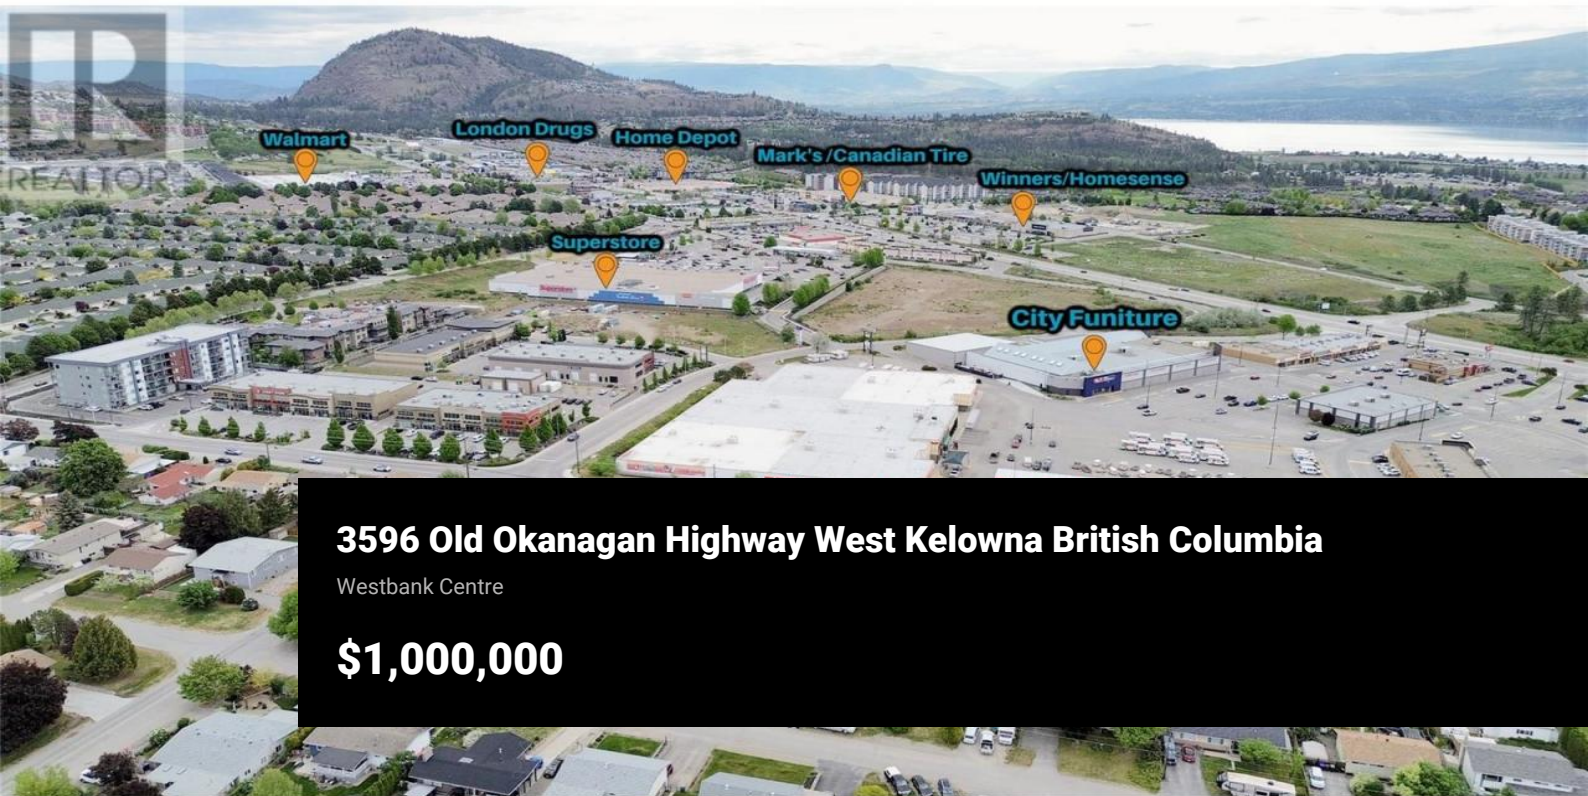 REALTOR
Walmart
London Drugs
Home Depot
Mark's /Canadian Tire
Winners/Homesense
Superstore
City Funiture
3596 Old Okanagan Highway West Kelowna British Columbia
Westbank Centre
$1,000,000